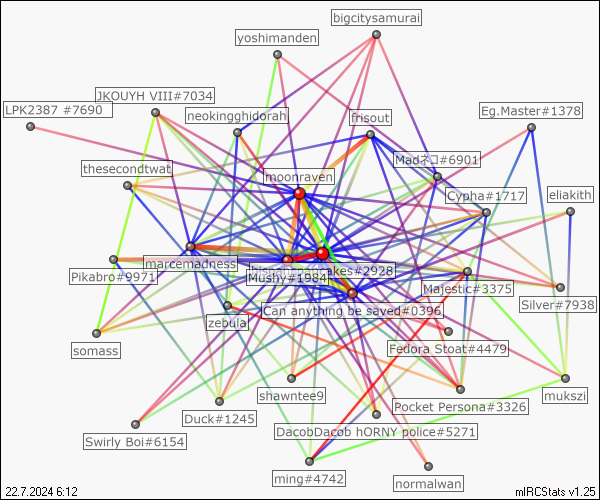 bigcitysamurai
yoshimanden
JKOUYH VIII#7034
LPK2387 #7690
neokingghidorah
frisout
Eg.Master#1378
thesecondtwat
Madネコ#6901
moonraven
Cypha#1717
eliakith
marcemadness
Pikabro#9971
Mushy#1984
cakes#2928
Majestic#3375
Silver#7938
Can anything be saved#0396
zebuia
somass
Fedora Stoat#4479
shawntee9
mukszi
Pocket Persona#3326
Duck#1245
DacobDacob hORNY police#5271
Swirly Boi#6154
ming#4742
normalwan
22.7.2024 6:12
mIRCStats v1.25